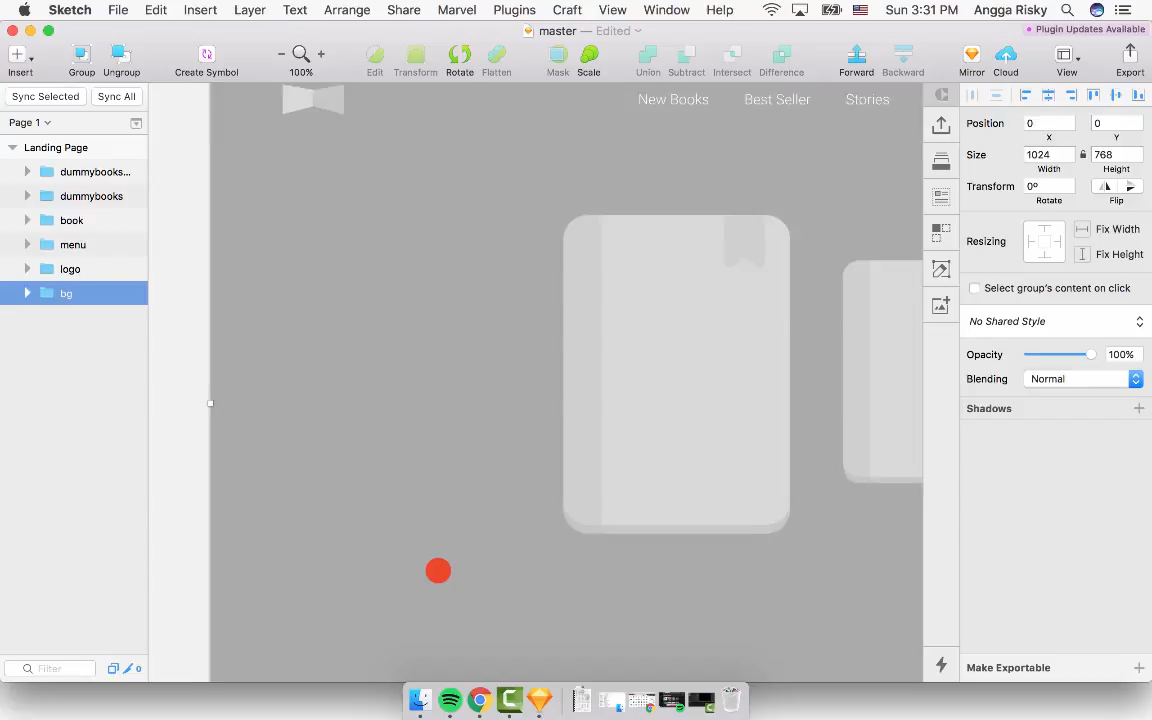 Sketch File Edit Insert Layer Text Arrange Share Marvel Plugins Craft View Window Help Sun 3:31 PM Angga Risky
master — Edited
Plugin Updates Available
Insert Group Ungroup Create Symbol 100% Edit Transform Rotate Flatten Mask Scale Union Subtract Intersect Difference Forward Backward Mirror Cloud View Export
Sync Selected Sync All
Page 1
Landing Page
dummybooks...
dummybooks
book
menu
logo
bg
Filter
0
New Books Best Seller Stories
Position 0 0
X Y
Size 1024 768
Width Height
Transform 0º
Rotate Flip
Resizing Fix Width
Fix Height
Select group's content on click
No Shared Style
Opacity 100%
Blending Normal
Shadows
Make Exportable